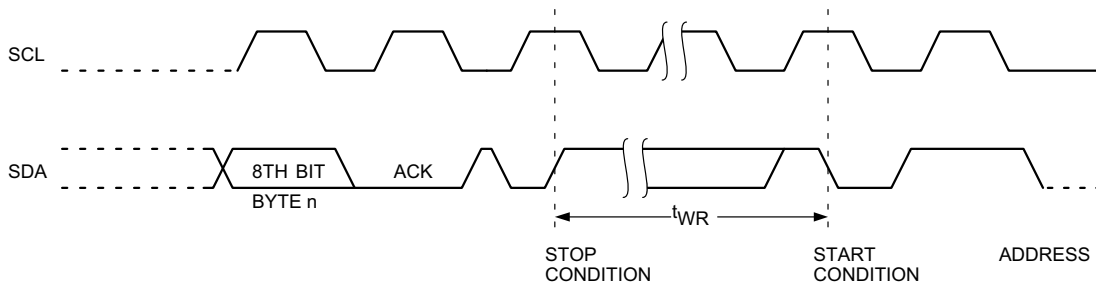 SCL
SDA
8TH BIT
ACK
BYTE n
tWR
STOP
CONDITION
START
CONDITION
ADDRESS